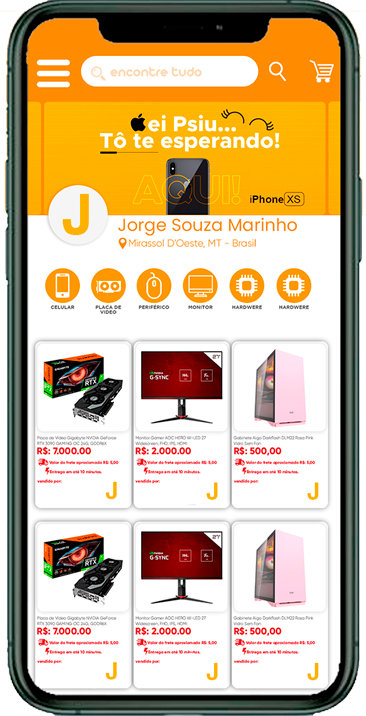 encontre tudo
ei Psiu...
Tô te esperando!
AQUI!
iPhone XS
J
Jorge Souza Marinho
Mirassol D'Oeste, MT - Brasil
CELULAR
PLACA DE VIDEO
PERIFÉRICO
MONITOR
HARDWERE
HARDWERE
Placa de Video Gigabyte NVIDIA GeForce
RTX 3090 GAMING OC 24G, GDDR6X
R$: 7.000.00
Valor do frete aproximado R$: 5,00
Entrega em até 10 minutos.
vendido por:
J
27"
G-SYNC
Monitor Gamer AOC HERO W LED 27
Widescreen, FHD, IPS, HDMI
R$: 2.000.00
Valor do frete aproximado R$: 5,00
Entrega em até 10 minutos.
vendido por:
J
Gabinete Aigo Darkflash DLM22 Rosa Pink
Vidro Sem Fan
R$: 500,00
Valor do frete aproximado R$: 5,00
Entrega em até 10 minutos.
vendido por:
J
Placa de Video Gigabyte NVIDIA GeForce
RTX 3090 GAMING OC 24G, GDDR6X
R$: 7.000.00
Valor do frete aproximado R$: 5,00
Entrega em até 10 minutos.
vendido por:
J
27"
G-SYNC
Monitor Gamer AOC HERO W LED 27
Widescreen, FHD, IPS, HDMI
R$: 2.000.00
Valor do frete aproximado R$: 5,00
Entrega em até 10 minutos.
vendido por:
J
Gabinete Aigo Darkflash DLM22 Rosa Pink
Vidro Sem Fan
R$: 500,00
Valor do frete aproximado R$: 5,00
Entrega em até 10 minutos.
vendido por:
J